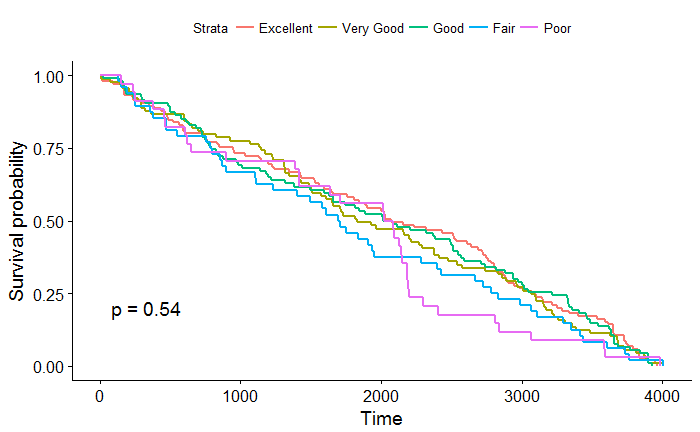 Strata Excellent Very Good Good Fair Poor
Survival probability
1.00
0.75
0.50
0.25
0.00
p = 0.54
0 1000 2000 3000 4000
Time